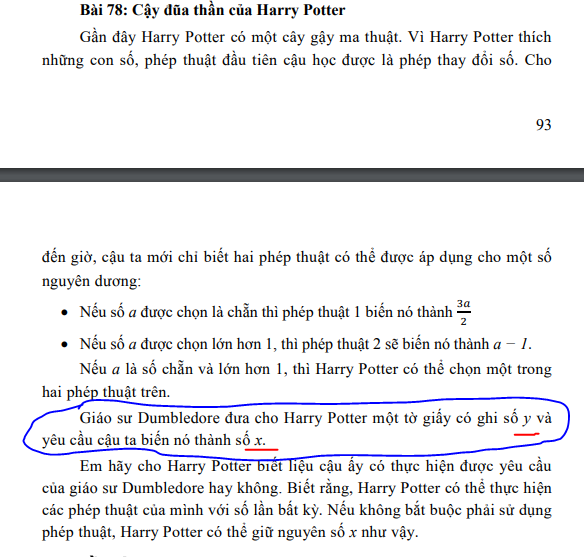 Bài 78: Cậy đũa thần của Harry Potter
Gần đây Harry Potter có một cây gậy ma thuật. Vì Harry Potter thích
những con số, phép thuật đầu tiên cậu học được là phép thay đổi số. Cho
93
đến giờ, cậu ta mới chỉ biết hai phép thuật có thể được áp dụng cho một số
nguyên dương:
• Nếu số a được chọn là chẵn thì phép thuật 1 biến nó thành 3a/2
• Nếu số a được chọn lớn hơn 1, thì phép thuật 2 sẽ biến nó thành a − 1.
Nếu a là số chẵn và lớn hơn 1, thì Harry Potter có thể chọn một trong
hai phép thuật trên.
Giáo sư Dumbledore đưa cho Harry Potter một tờ giấy có ghi số y và
yêu cầu cậu ta biến nó thành số x.
Em hãy cho Harry Potter biết liệu cậu ấy có thực hiện được yêu cầu
của giáo sư Dumbledore hay không. Biết rằng, Harry Potter có thể thực hiện
các phép thuật của mình với số lần bất kỳ. Nếu không bắt buộc phải sử dụng
phép thuật, Harry Potter có thể giữ nguyên số x như vậy.